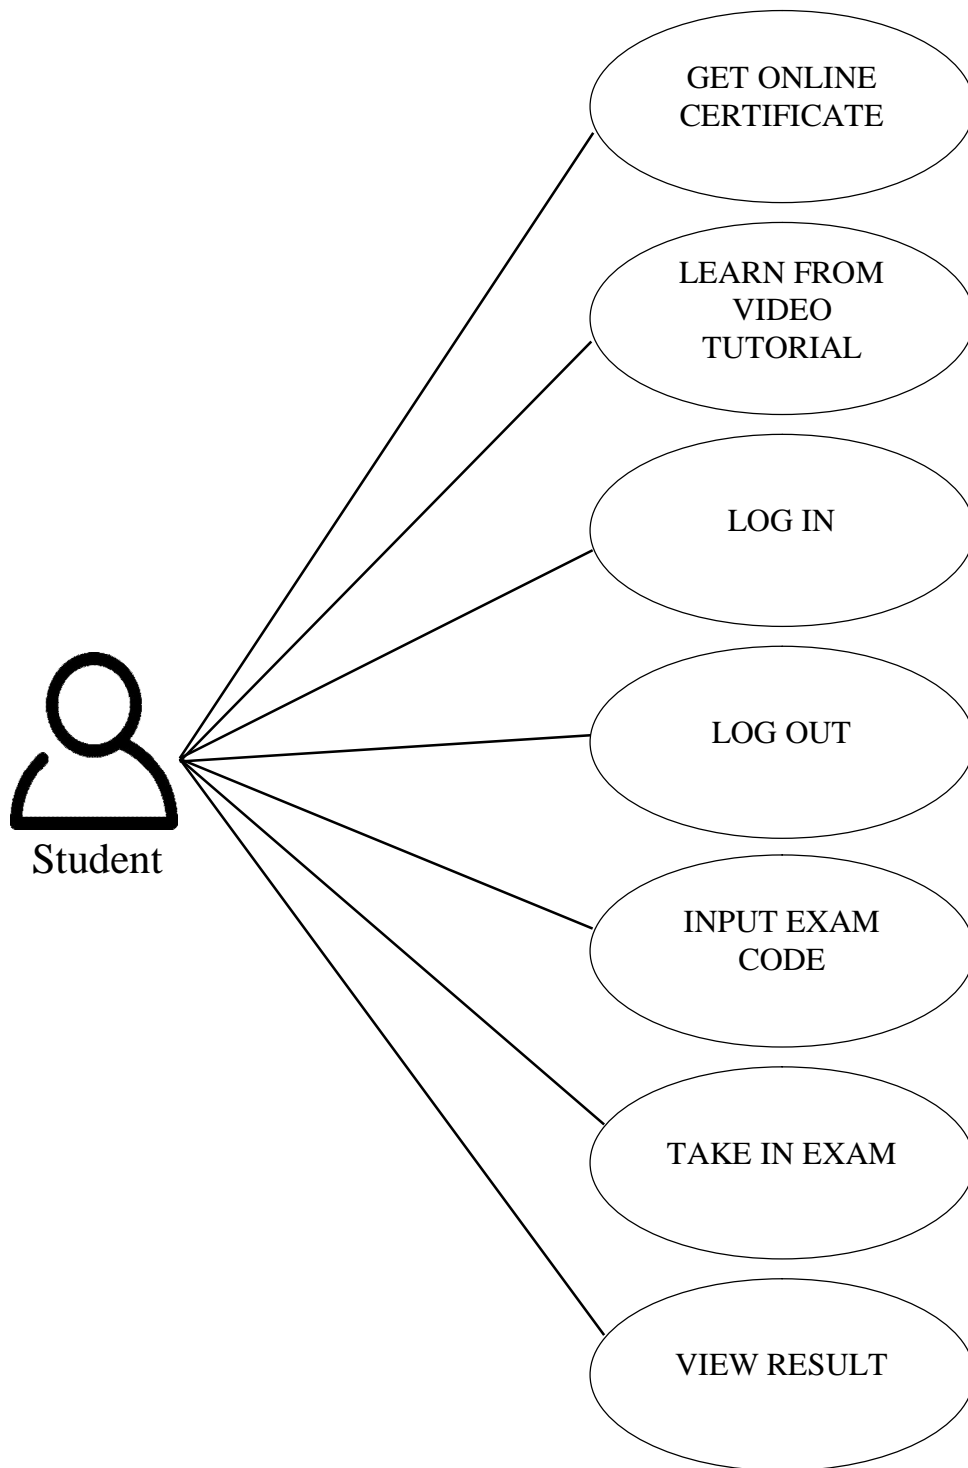 GET ONLINE
CERTIFICATE
LEARN FROM
VIDEO
TUTORIAL
LOG IN
LOG OUT
Student
INPUT EXAM
CODE
TAKE IN EXAM
VIEW RESULT